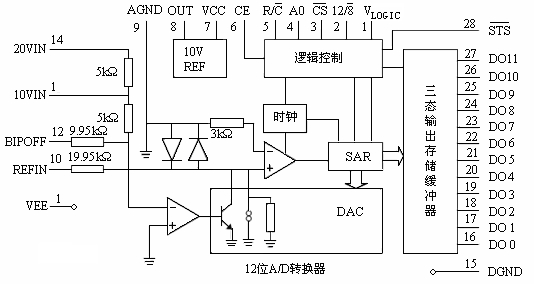 AGND OUT VCC CE R/C̅ A0 C̅S̅ 12/8̅ VLOGIC
9 8 7 6 5 4 3 2 1
28 S̅T̅S̅
20VIN 14
5kΩ
10VIN 1
5kΩ
BIPOFF 12 9.95kΩ
REFIN 10 19.95kΩ
VEE 1
10V
REF
逻辑控制
时钟
3kΩ
SAR
DAC
12位A/D转换器
三态输出存储缓冲器
27 DO11
26 DO10
25 DO9
24 DO8
23 DO7
22 DO6
21 DO5
20 DO4
19 DO3
18 DO2
17 DO1
16 DO0
15 DGND